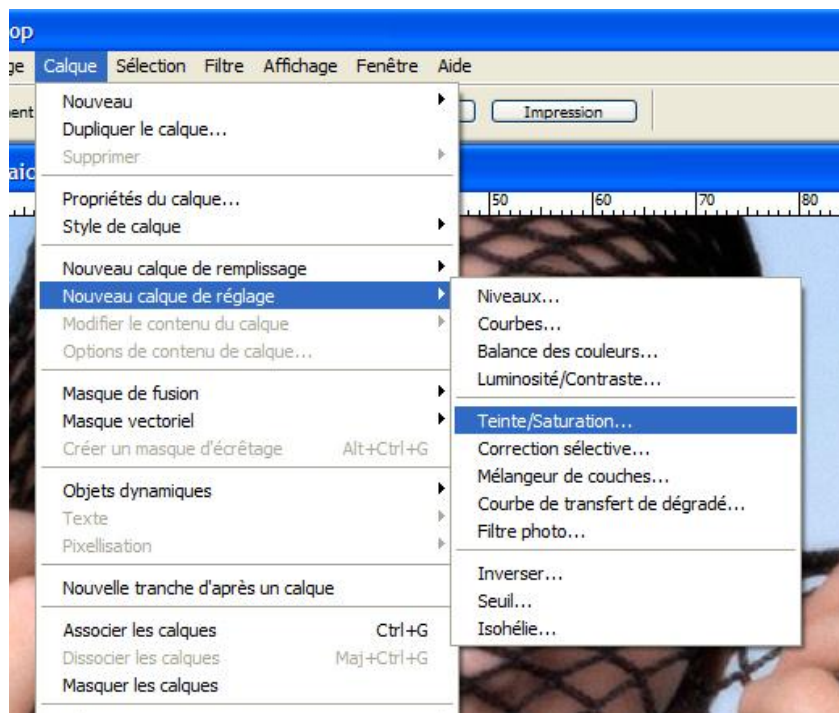 op
ge Calque Sélection Filtre Affichage Fenêtre Aide
ent
Impression
aio
50 60 70 80
Nouveau
Dupliquer le calque...
Supprimer
Propriétés du calque...
Style de calque
Nouveau calque de remplissage
Nouveau calque de réglage
Modifier le contenu du calque
Options de contenu de calque...
Masque de fusion
Masque vectoriel
Créer un masque d'écrêtage Alt+Ctrl+G
Objets dynamiques
Texte
Pixellisation
Nouvelle tranche d'après un calque
Associer les calques Ctrl+G
Dissocier les calques Maj+Ctrl+G
Masquer les calques
Niveaux...
Courbes...
Balance des couleurs...
Luminosité/Contraste...
Teinte/Saturation...
Correction sélective...
Mélangeur de couches...
Courbe de transfert de dégradé...
Filtre photo...
Inverser...
Seuil...
Isohélie...